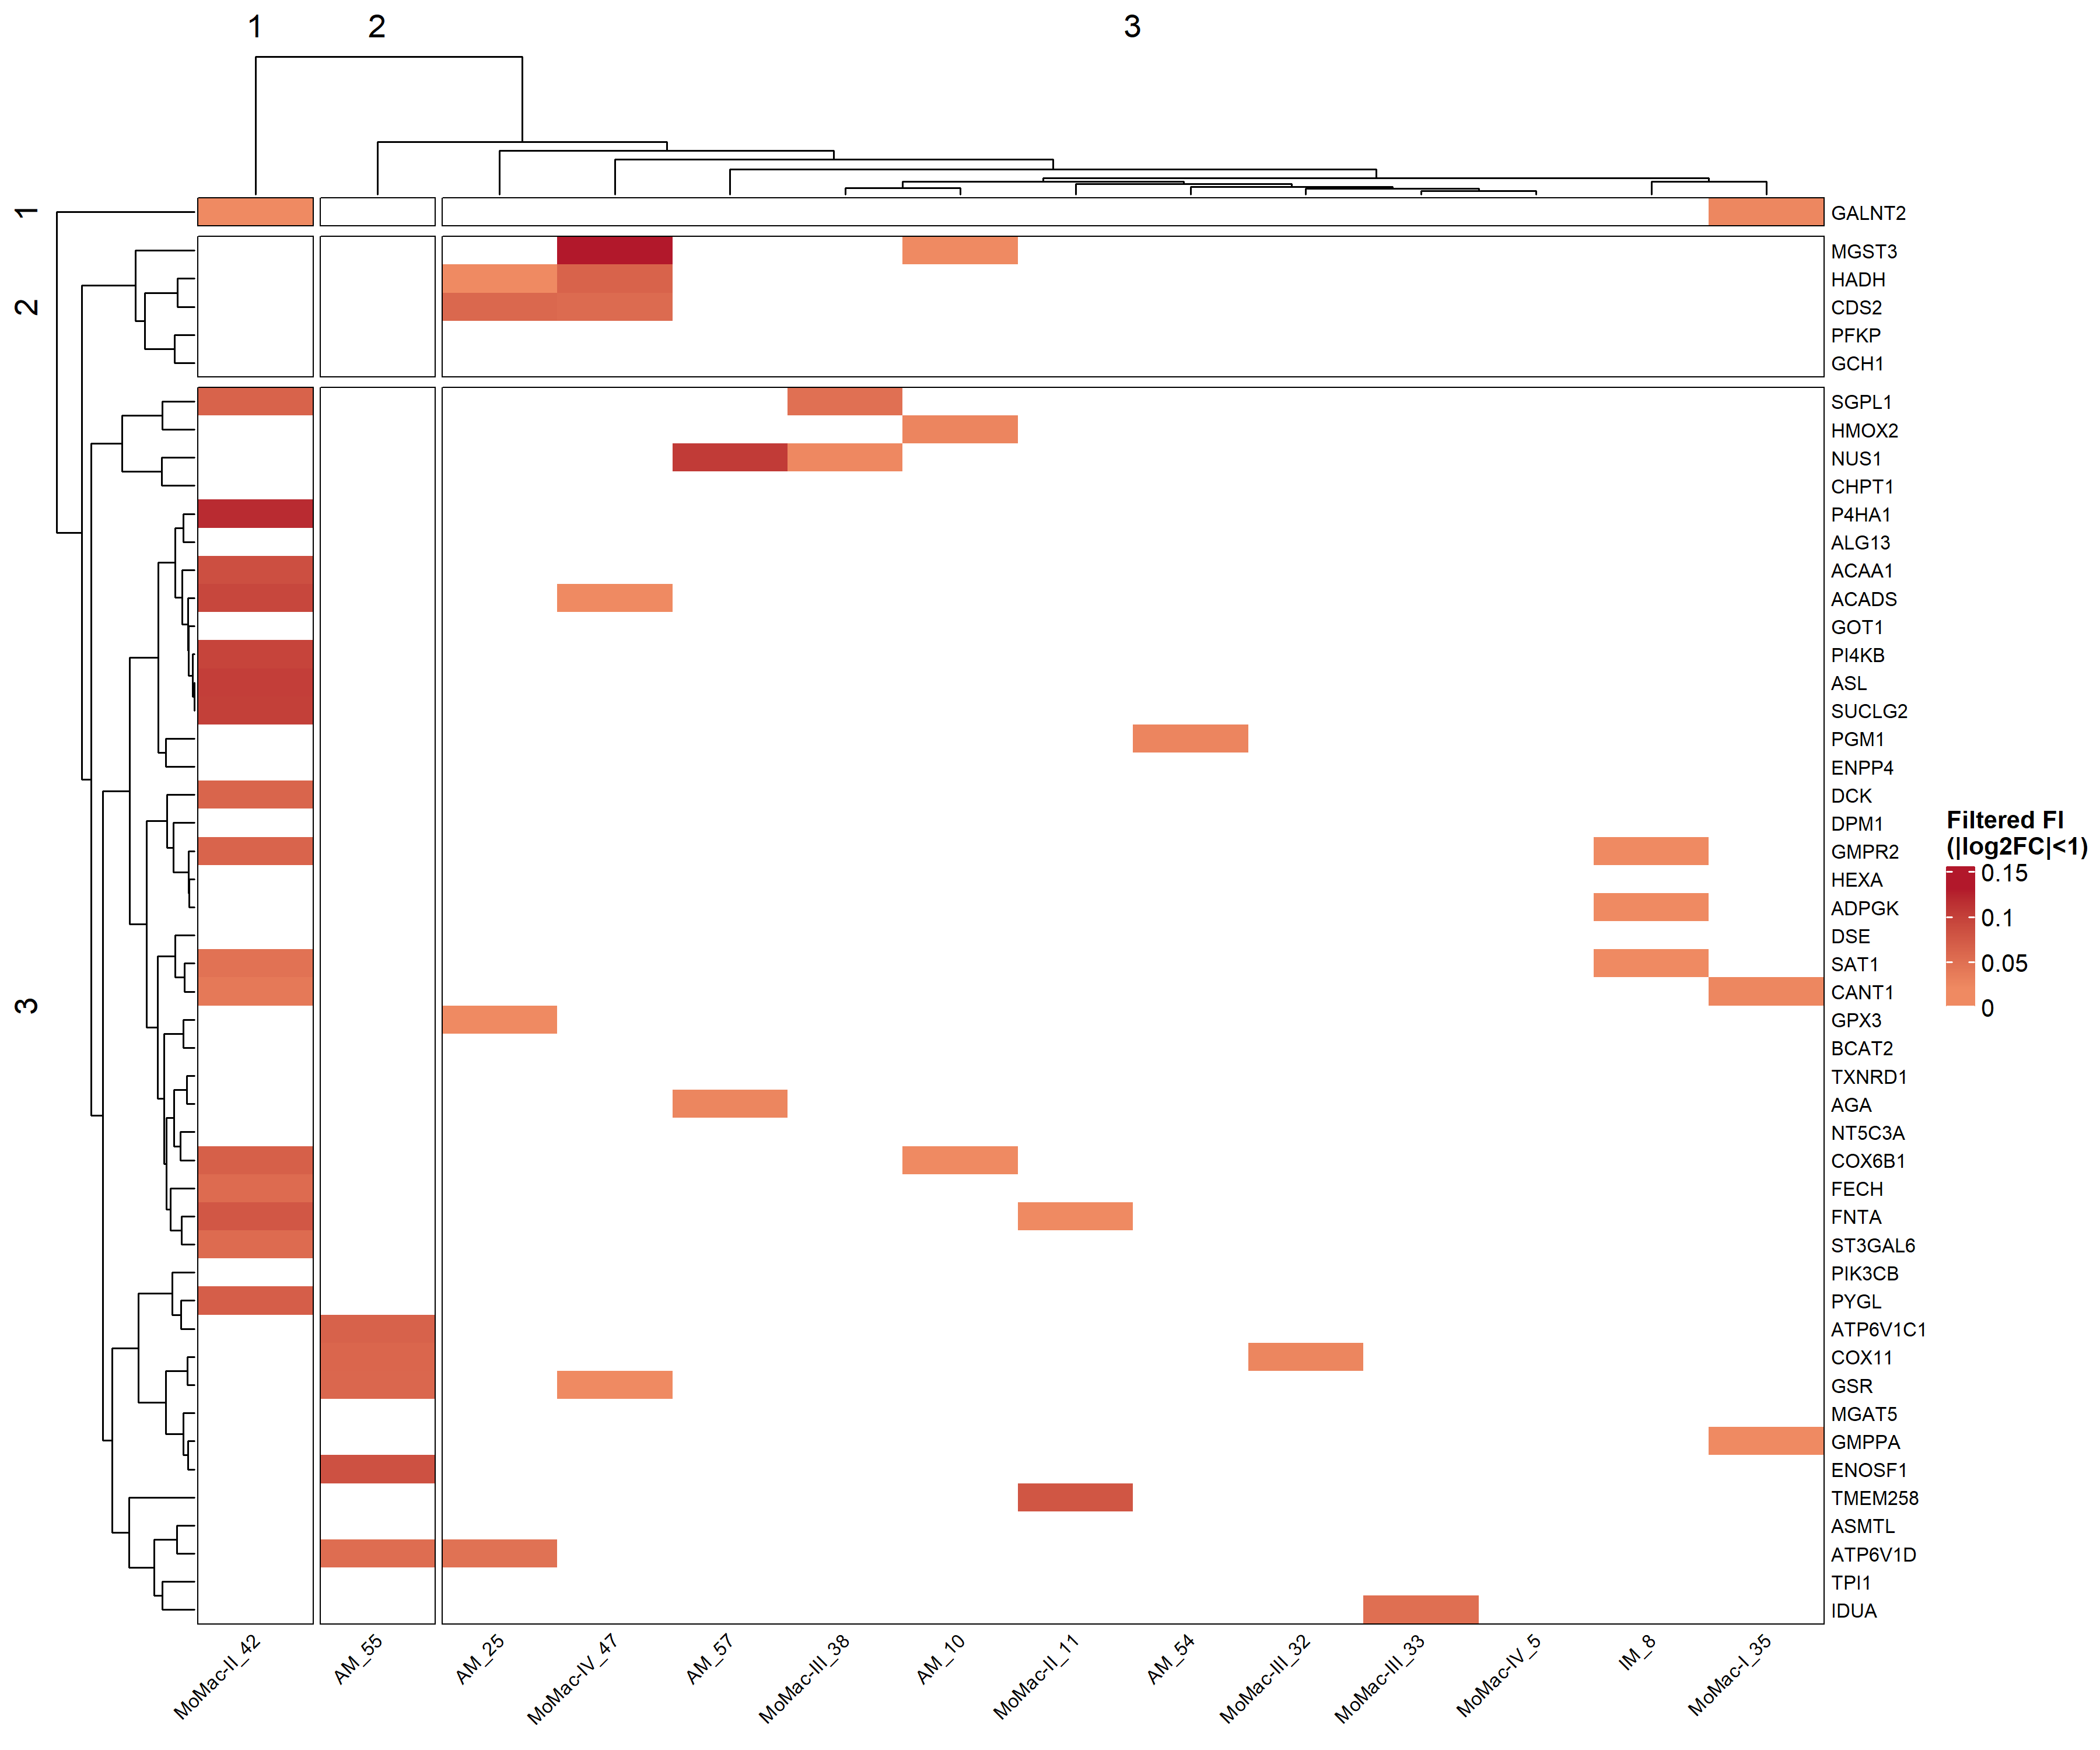 1 2 3
1
2
3
GALNT2
MGST3
HADH
CDS2
PFKP
GCH1
SGPL1
HMOX2
NUS1
CHPT1
P4HA1
ALG13
ACAA1
ACADS
GOT1
PI4KB
ASL
SUCLG2
PGM1
ENPP4
DCK
DPM1
GMPR2
HEXA
ADPGK
DSE
SAT1
CANT1
GPX3
BCAT2
TXNRD1
AGA
NT5C3A
COX6B1
FECH
FNTA
ST3GAL6
PIK3CB
PYGL
ATP6V1C1
COX11
GSR
MGAT5
GMPPA
ENOSF1
TMEM258
ASMTL
ATP6V1D
TPI1
IDUA
Filtered FI
(|log2FC|<1)
0.15
0.1
0.05
0
MoMac-II_42
AM_55
AM_25
MoMac-IV_47
AM_57
MoMac-III_38
AM_10
MoMac-II_11
AM_54
MoMac-III_32
MoMac-III_33
MoMac-IV_5
IM_8
MoMac-I_35